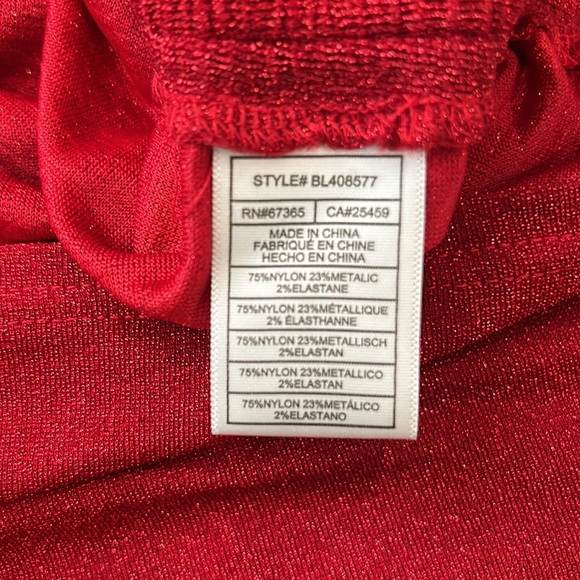 STYLE# BL408577
RN#67365 CA#25459
MADE IN CHINA
FABRIQUÉ EN CHINE
HECHO EN CHINA
75%NYLON 23%METALIC
2%ELASTANE
75%NYLON 23%MÉTALLIQUE
2% ÉLASTHANNE
75%NYLON 23%METALLISCH
2%ELASTAN
75%NYLON 23%METALLICO
2%ELASTAN
75%NYLON 23%METÁLICO
2%ELASTANO